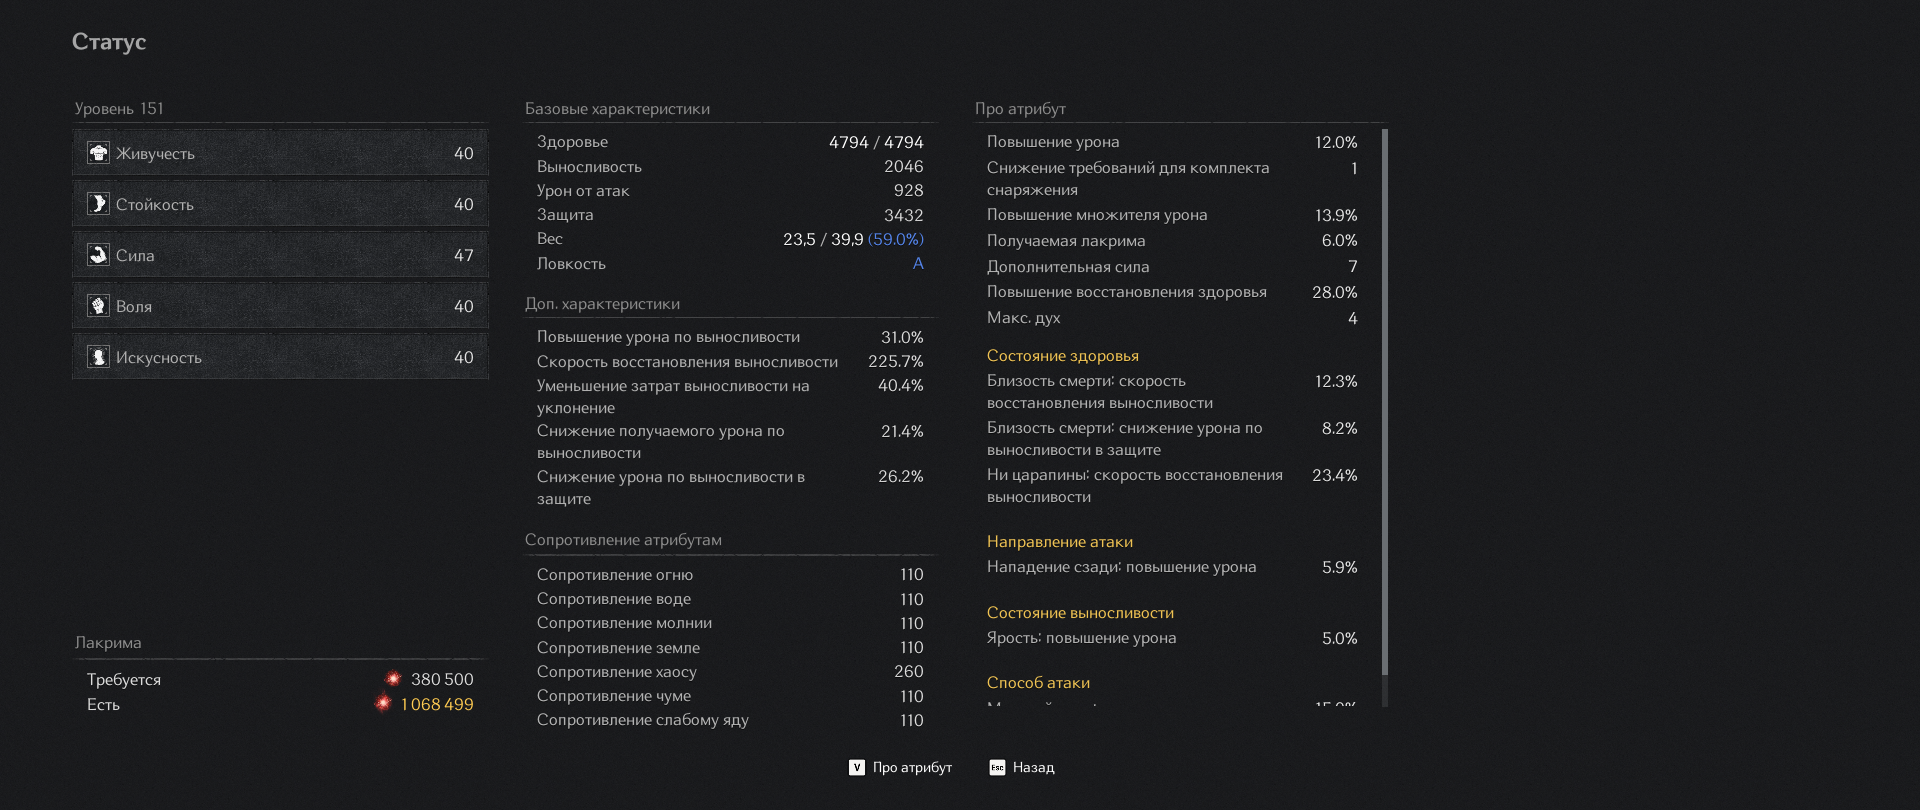 Статус
Уровень 151
Живучесть 40
Стойкость 40
Сила 47
Воля 40
Искусность 40
Лакрима
Требуется 380 500
Есть 1 068 499
Базовые характеристики
Здоровье 4794 / 4794
Выносливость 2046
Урон от атак 928
Защита 3432
Вес 23,5 / 39,9 (59.0%)
Ловкость A
Доп. характеристики
Повышение урона по выносливости 31.0%
Скорость восстановления выносливости 225.7%
Уменьшение затрат выносливости на 40.4%
уклонение
Снижение получаемого урона по 21.4%
выносливости
Снижение урона по выносливости в 26.2%
защите
Сопротивление атрибутам
Сопротивление огню 110
Сопротивление воде 110
Сопротивление молнии 110
Сопротивление земле 110
Сопротивление хаосу 260
Сопротивление чуме 110
Сопротивление слабому яду 110
Про атрибут
Повышение урона 12.0%
Снижение требований для комплекта 1
снаряжения
Повышение множителя урона 13.9%
Получаемая лакрима 6.0%
Дополнительная сила 7
Повышение восстановления здоровья 28.0%
Макс. дух 4
Состояние здоровья
Близость смерти: скорость 12.3%
восстановления выносливости
Близость смерти: снижение урона по 8.2%
выносливости в защите
Ни царапины: скорость восстановления 23.4%
выносливости
Направление атаки
Нападение сзади: повышение урона 5.9%
Состояние выносливости
Ярость: повышение урона 5.0%
Способ атаки
V Про атрибут Esc Назад